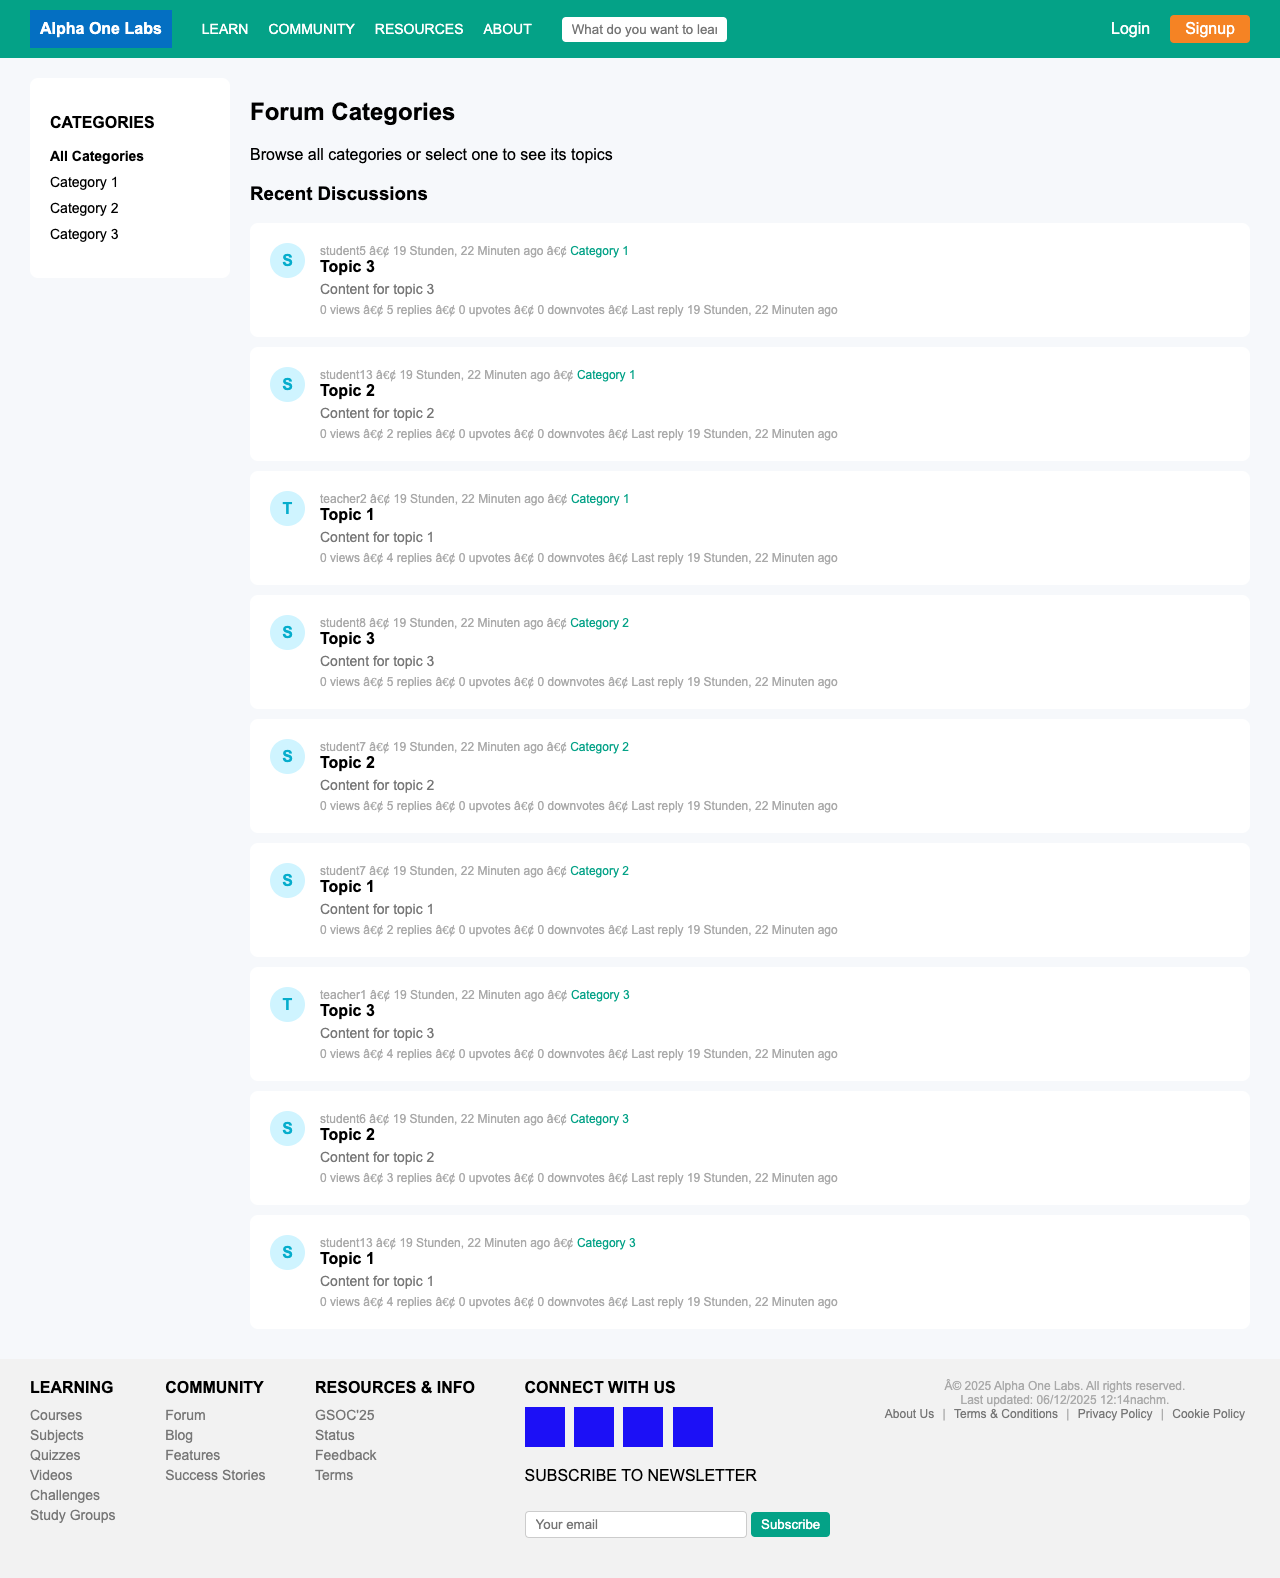 Alpha One Labs LEARN COMMUNITY RESOURCES ABOUT What do you want to lear Login Signup
CATEGORIES
All Categories
Category 1
Category 2
Category 3
Forum Categories
Browse all categories or select one to see its topics
Recent Discussions
S
student5 â€¢ 19 Stunden, 22 Minuten ago â€¢ Category 1
Topic 3
Content for topic 3
0 views â€¢ 5 replies â€¢ 0 upvotes â€¢ 0 downvotes â€¢ Last reply 19 Stunden, 22 Minuten ago
S
student13 â€¢ 19 Stunden, 22 Minuten ago â€¢ Category 1
Topic 2
Content for topic 2
0 views â€¢ 2 replies â€¢ 0 upvotes â€¢ 0 downvotes â€¢ Last reply 19 Stunden, 22 Minuten ago
T
teacher2 â€¢ 19 Stunden, 22 Minuten ago â€¢ Category 1
Topic 1
Content for topic 1
0 views â€¢ 4 replies â€¢ 0 upvotes â€¢ 0 downvotes â€¢ Last reply 19 Stunden, 22 Minuten ago
S
student8 â€¢ 19 Stunden, 22 Minuten ago â€¢ Category 2
Topic 3
Content for topic 3
0 views â€¢ 5 replies â€¢ 0 upvotes â€¢ 0 downvotes â€¢ Last reply 19 Stunden, 22 Minuten ago
S
student7 â€¢ 19 Stunden, 22 Minuten ago â€¢ Category 2
Topic 2
Content for topic 2
0 views â€¢ 5 replies â€¢ 0 upvotes â€¢ 0 downvotes â€¢ Last reply 19 Stunden, 22 Minuten ago
S
student7 â€¢ 19 Stunden, 22 Minuten ago â€¢ Category 2
Topic 1
Content for topic 1
0 views â€¢ 2 replies â€¢ 0 upvotes â€¢ 0 downvotes â€¢ Last reply 19 Stunden, 22 Minuten ago
T
teacher1 â€¢ 19 Stunden, 22 Minuten ago â€¢ Category 3
Topic 3
Content for topic 3
0 views â€¢ 4 replies â€¢ 0 upvotes â€¢ 0 downvotes â€¢ Last reply 19 Stunden, 22 Minuten ago
S
student6 â€¢ 19 Stunden, 22 Minuten ago â€¢ Category 3
Topic 2
Content for topic 2
0 views â€¢ 3 replies â€¢ 0 upvotes â€¢ 0 downvotes â€¢ Last reply 19 Stunden, 22 Minuten ago
S
student13 â€¢ 19 Stunden, 22 Minuten ago â€¢ Category 3
Topic 1
Content for topic 1
0 views â€¢ 4 replies â€¢ 0 upvotes â€¢ 0 downvotes â€¢ Last reply 19 Stunden, 22 Minuten ago
LEARNING
Courses
Subjects
Quizzes
Videos
Challenges
Study Groups
COMMUNITY
Forum
Blog
Features
Success Stories
RESOURCES & INFO
GSOC'25
Status
Feedback
Terms
CONNECT WITH US
SUBSCRIBE TO NEWSLETTER
Your email Subscribe
Â© 2025 Alpha One Labs. All rights reserved.
Last updated: 06/12/2025 12:14nachm.
About Us | Terms & Conditions | Privacy Policy | Cookie Policy